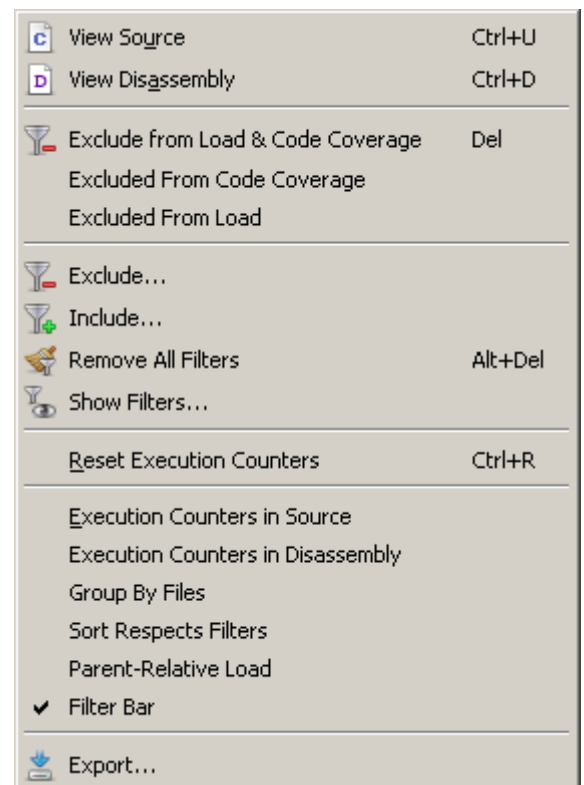 C View Source Ctrl+U
D View Disassembly Ctrl+D
Exclude from Load & Code Coverage Del
Excluded From Code Coverage
Excluded From Load
Exclude...
Include...
Remove All Filters Alt+Del
Show Filters...
Reset Execution Counters Ctrl+R
Execution Counters in Source
Execution Counters in Disassembly
Group By Files
Sort Respects Filters
Parent-Relative Load
Filter Bar
Export...